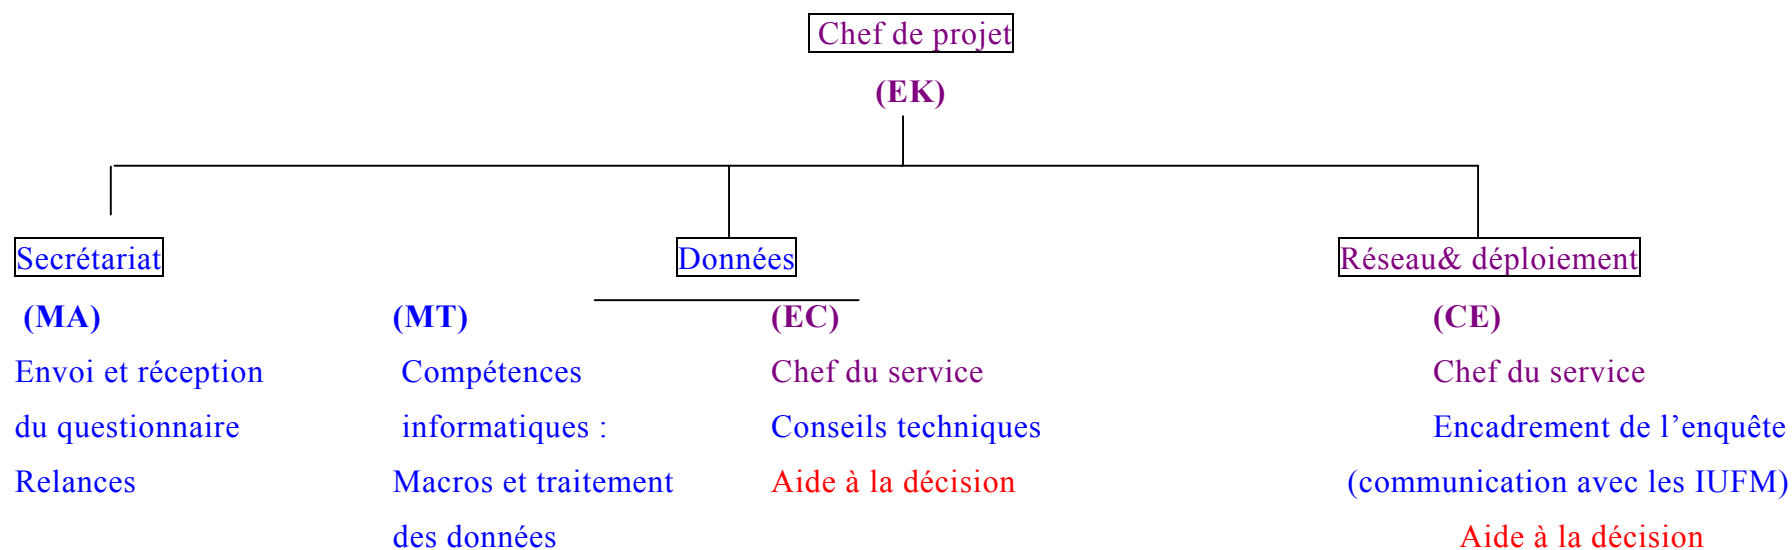 Chef de projet
(EK)
Secrétariat
Données
Réseau& déploiement
(MA)
Envoi et réception
du questionnaire
Relances
(MT)
Compétences
informatiques :
Macros et traitement
des données
(EC)
Chef du service
Conseils techniques
Aide à la décision
(CE)
Chef du service
Encadrement de l’enquête
(communication avec les IUFM)
Aide à la décision